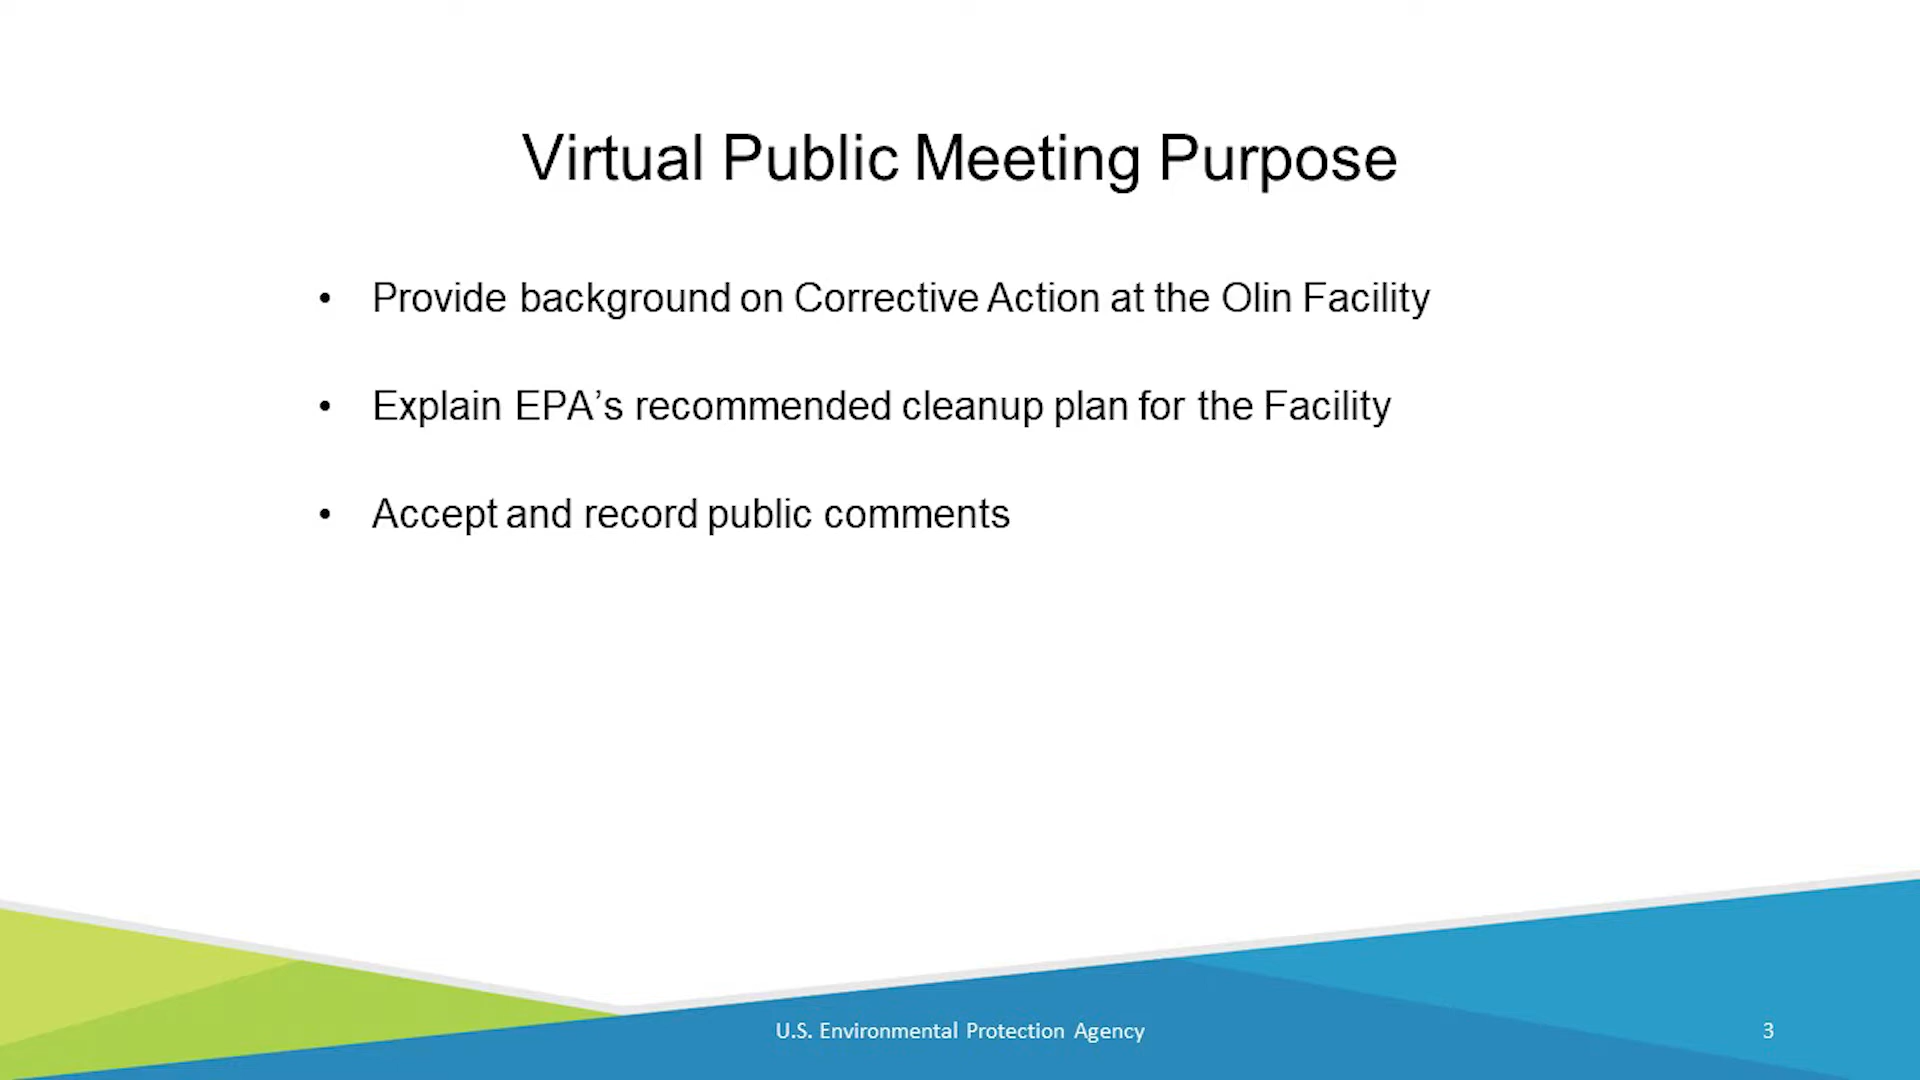 Virtual Public Meeting Purpose
• Provide background on Corrective Action at the Olin Facility
• Explain EPA’s recommended cleanup plan for the Facility
• Accept and record public comments
U.S. Environmental Protection Agency
3